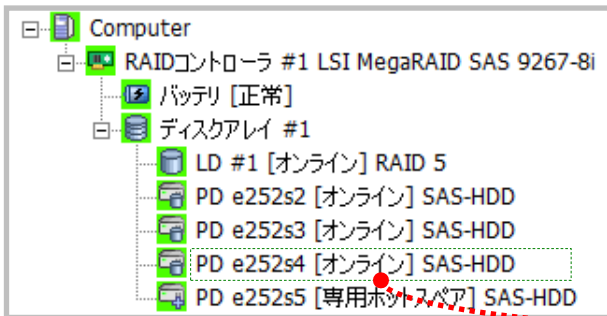 Computer
RAIDコントローラ #1 LSI MegaRAID SAS 9267-8i
バッテリ [正常]
ディスクアレイ #1
LD #1 [オンライン] RAID 5
PD e252s2 [オンライン] SAS-HDD
PD e252s3 [オンライン] SAS-HDD
PD e252s4 [オンライン] SAS-HDD
PD e252s5 [専用ホットスペア] SAS-HDD